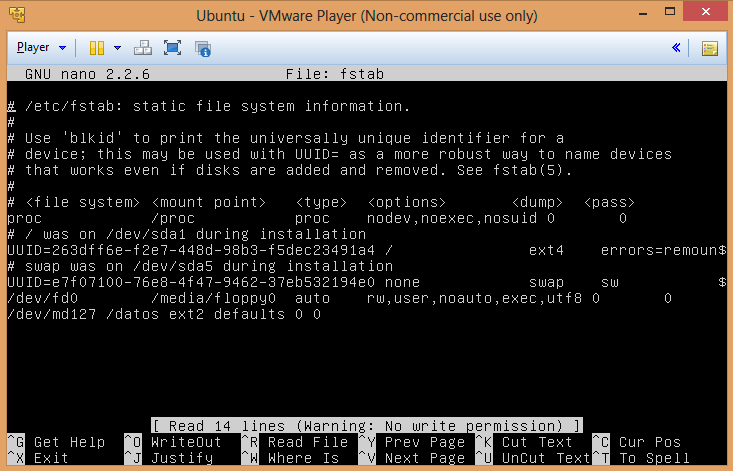 Ubuntu - VMware Player (Non-commercial use only)
Player
GNU nano 2.2.6 File: fstab
# /etc/fstab: static file system information.
#
# Use 'blkid' to print the universally unique identifier for a
# device; this may be used with UUID= as a more robust way to name devices
# that works even if disks are added and removed. See fstab(5).
#
# <file system> <mount point> <type> <options> <dump> <pass>
proc /proc proc nodev,noexec,nosuid 0 0
# / was on /dev/sda1 during installation
UUID=263dff6e-f2e7-448d-98b3-f5dec23491a4 / ext4 errors=remoun$
# swap was on /dev/sda5 during installation
UUID=e7f07100-76e8-4f47-9462-37eb532194e0 none swap sw $
/dev/fd0 /media/floppy0 auto rw,user,noauto,exec,utf8 0 0
/dev/md127 /datos ext2 defaults 0 0
[ Read 14 lines (Warning: No write permission) ]
^G Get Help ^O WriteOut ^R Read File ^Y Prev Page ^K Cut Text ^C Cur Pos
^X Exit ^J Justify ^W Where Is ^V Next Page ^U UnCut Text ^T To Spell